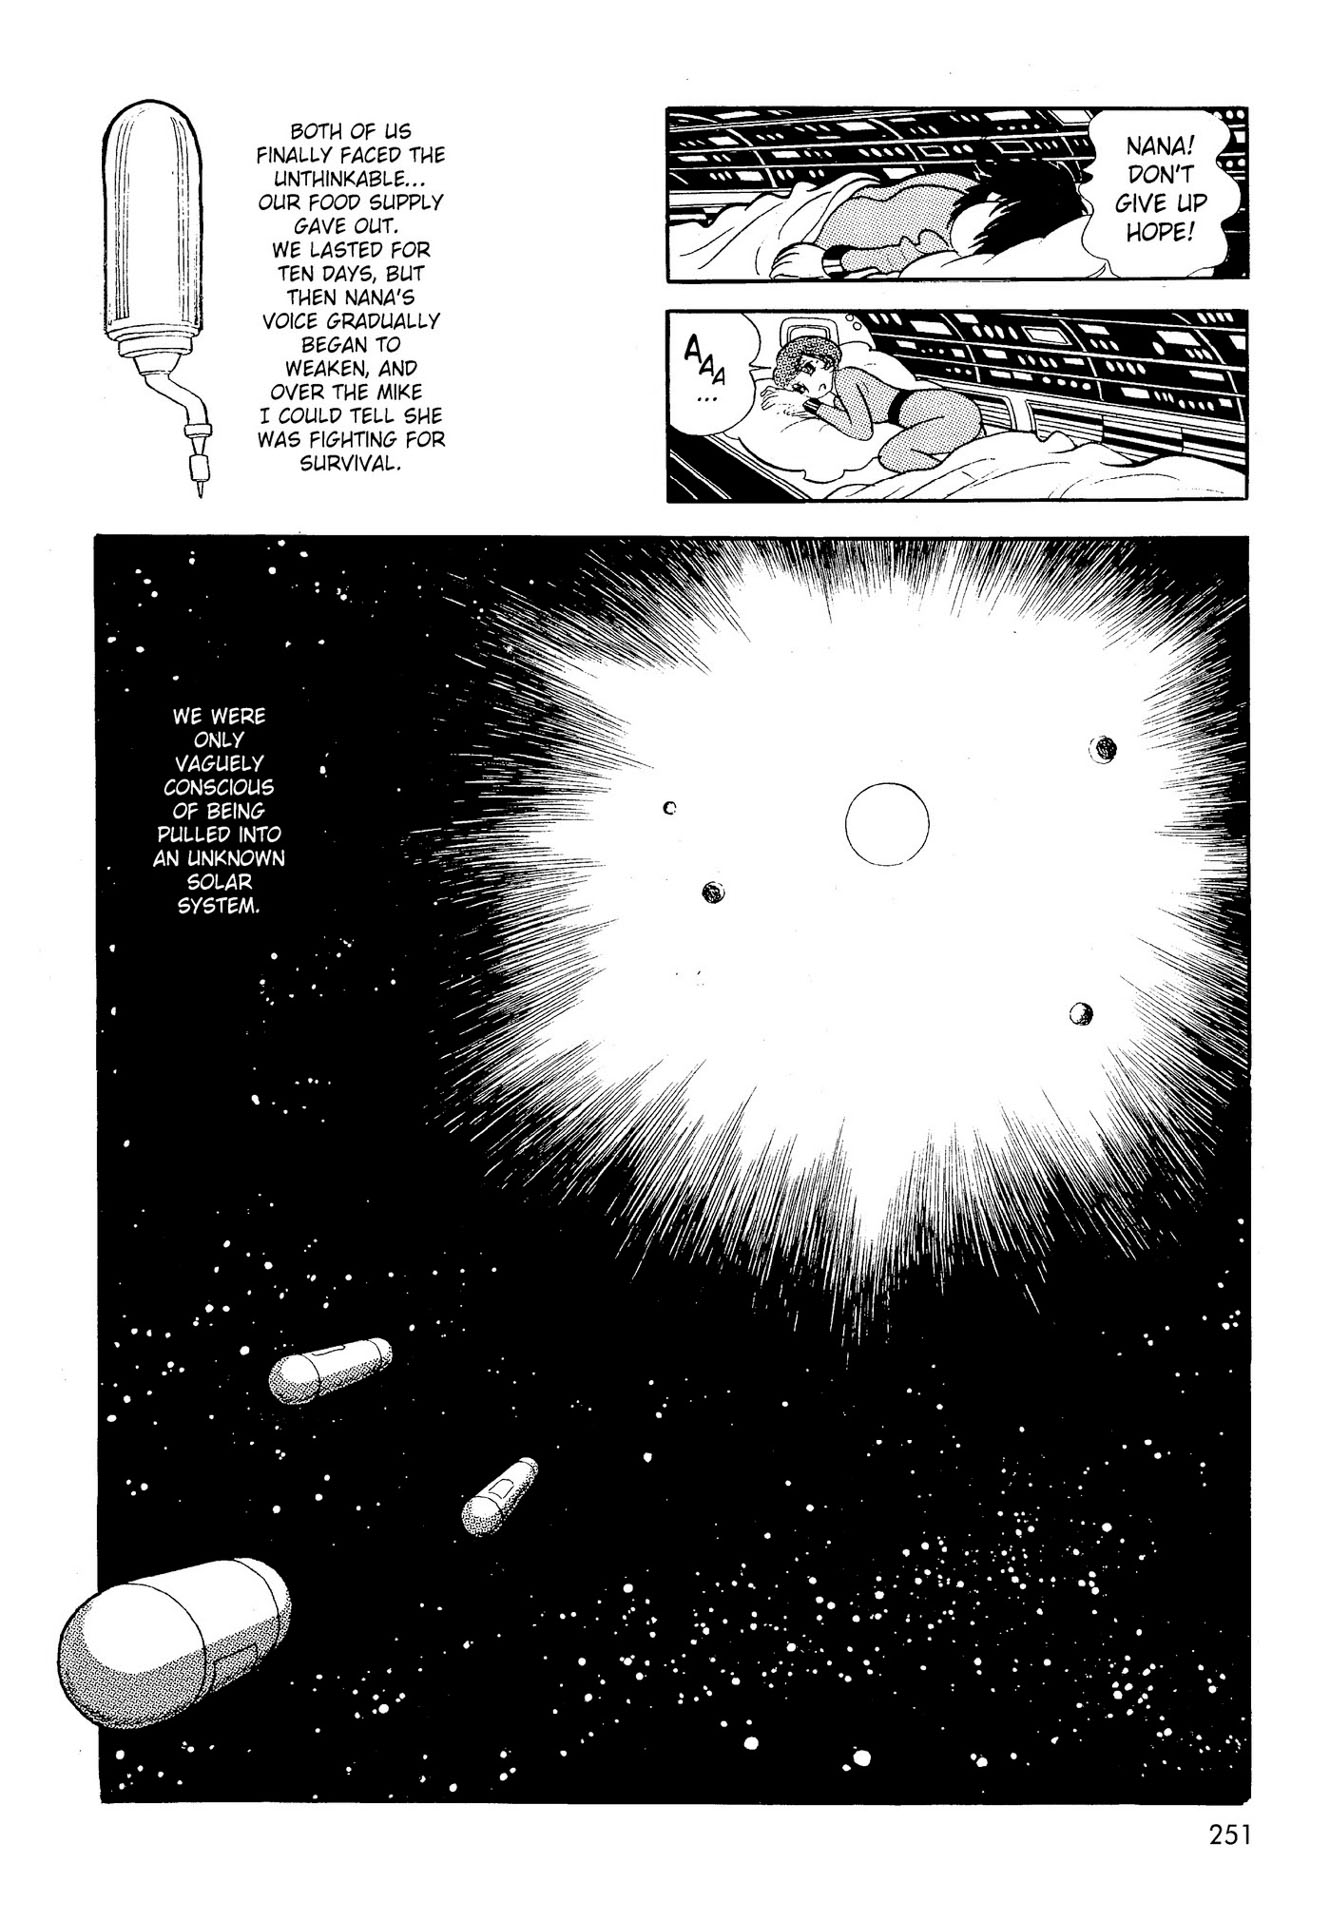 BOTH OF US
FINALLY FACED THE
UNTHINKABLE...
OUR FOOD SUPPLY
GAVE OUT.
WE LASTED FOR
TEN DAYS, BUT
THEN NANA'S
VOICE GRADUALLY
BEGAN TO
WEAKEN, AND
OVER THE MIKE
I COULD TELL SHE
WAS FIGHTING FOR
SURVIVAL.
NANA!
DON'T
GIVE UP
HOPE!
AAA
...
WE WERE
ONLY
VAGUELY
CONSCIOUS
OF BEING
PULLED INTO
AN UNKNOWN
SOLAR
SYSTEM.
251